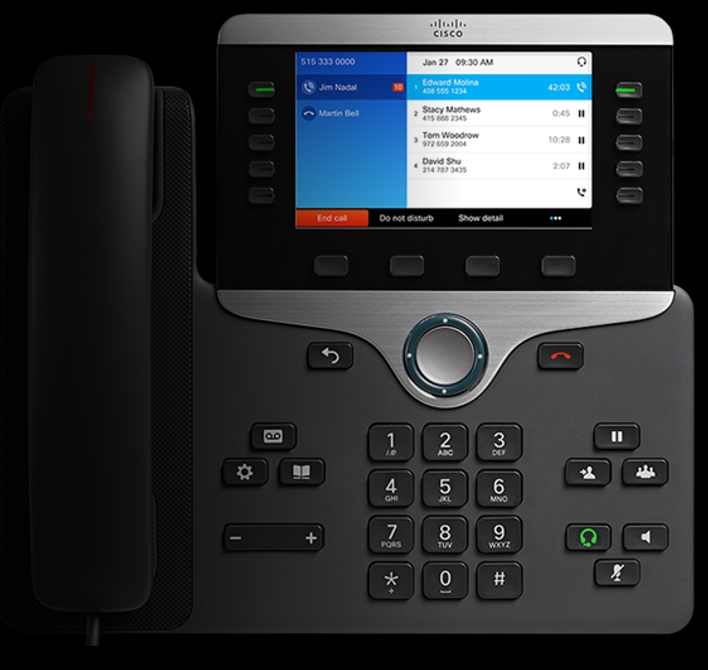 CISCO
515 333 0000
Jan 27 09:30 AM
Jim Nadal
10
Martin Bell
1 Edward Molina
408 555 1234
42:03
2 Stacy Mathews
415 888 2345
0:45
3 Tom Woodrow
972 659 2004
10:28
4 David Shu
214 787 3435
2:07
End call
Do not disturb
Show detail
1
/.@
2
ABC
3
DEF
4
GHI
5
JKL
6
MNO
7
PQRS
8
TUV
9
WXYZ
*
+
0
#
− +